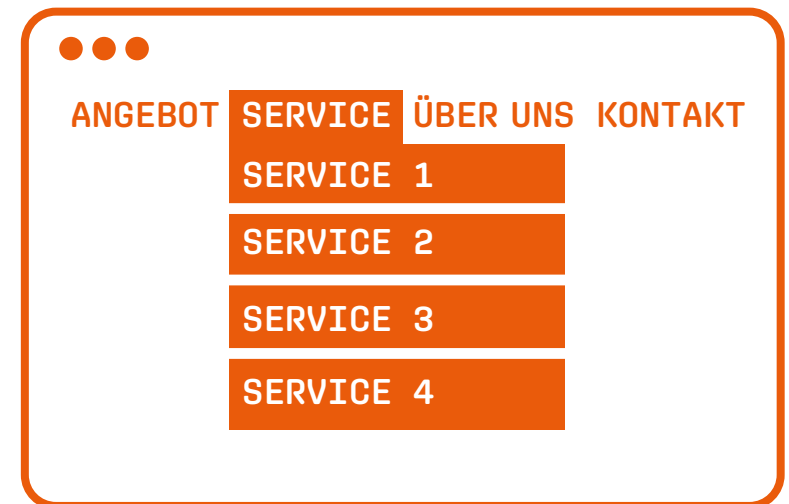 ANGEBOT SERVICE ÜBER UNS KONTAKT
SERVICE 1
SERVICE 2
SERVICE 3
SERVICE 4